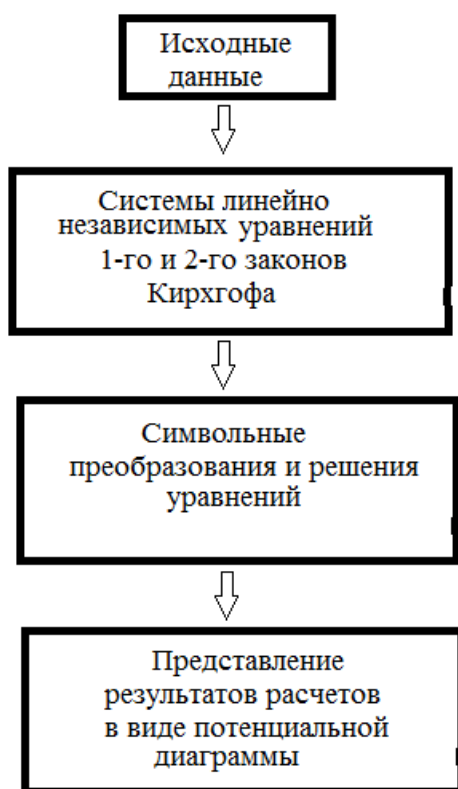 Исходные
данные
Системы линейно
независимых уравнений
1-го и 2-го законов
Кирхгофа
Символьные
преобразования и решения
уравнений
Представление
результатов расчетов
в виде потенциальной
диаграммы